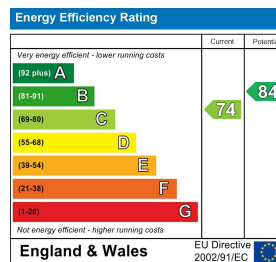 Energy Efficiency Rating
Current
Potentia
Very energy efficient - lower running costs
(92 plus) A
(81-91) B
84
(69-80) C
74
(55-68) D
(39-54) E
(21-38) F
(1-20) G
Not energy efficient - higher running costs
England & Wales
EU Directive
2002/91/EC